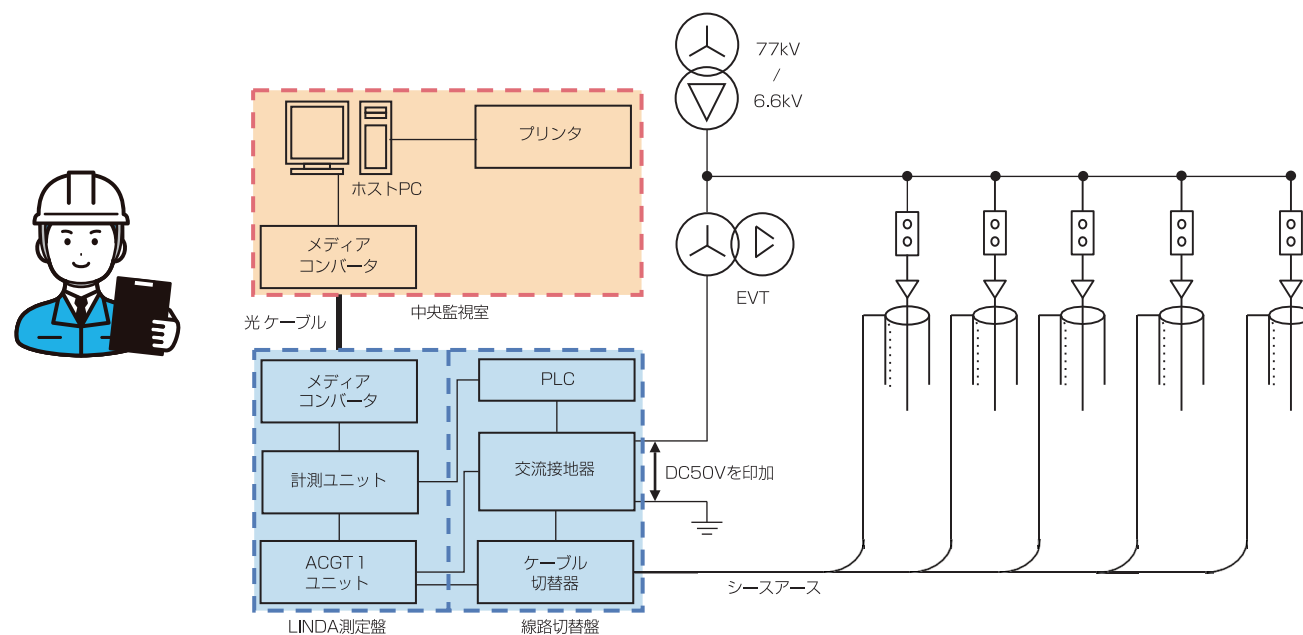 77kV
/
6.6kV
プリンタ
ホストPC
メディア
コンバータ
中央監視室
EVT
光 ケーブル
メディア
コンバータ
PLC
計測ユニット
交流接地器
DC50Vを印加
ACGT1
ユニット
ケーブル
切替器
シースアース
LINDA測定盤
線路切替盤